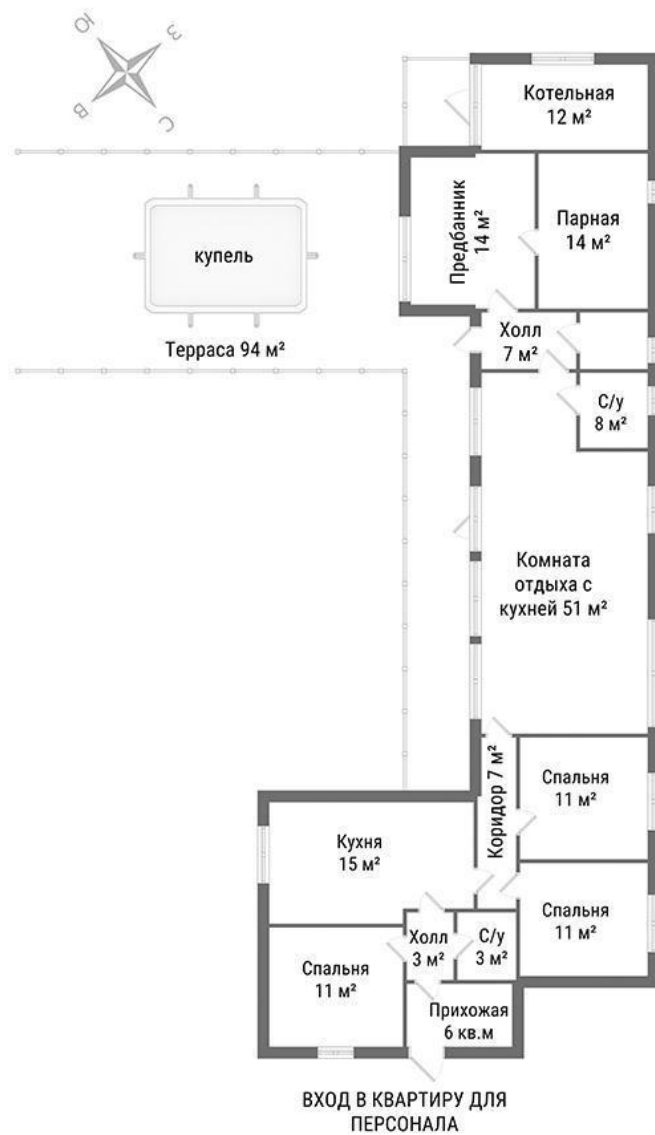 Ю
З
В
С
Котельная
12 м²
Предбанник
14 м²
Парная
14 м²
купель
Холл
7 м²
Терраса 94 м²
С/у
8 м²
Комната
отдыха с
кухней 51 м²
Коридор 7 м²
Спальня
11 м²
Кухня
15 м²
Спальня
11 м²
Холл
3 м²
С/у
3 м²
Спальня
11 м²
Прихожая
6 кв.м
ВХОД В КВАРТИРУ ДЛЯ
ПЕРСОНАЛА